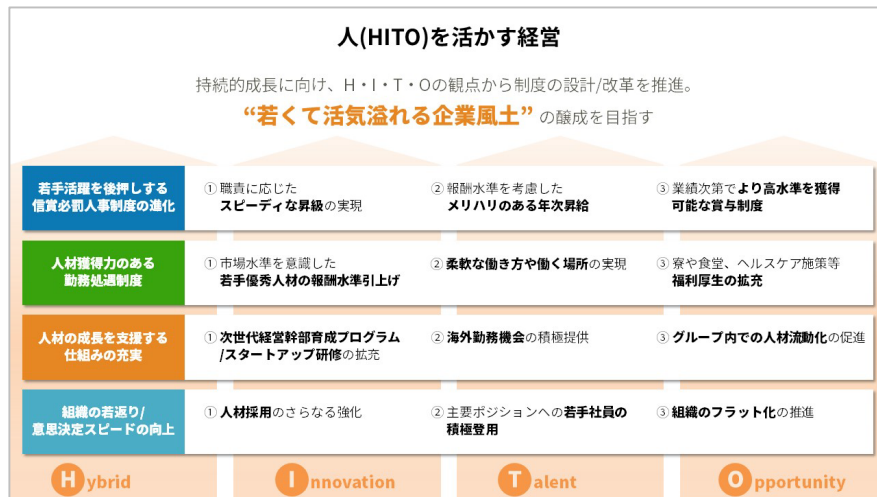 人(HITO)を活かす経営
持続的成長に向け、H・I・T・Oの観点から制度の設計/改革を推進。
“若くて活気溢れる企業風土” の醸成を目指す
若手活躍を後押しする
信賞必罰人事制度の進化
① 職責に応じた
スピーディな昇級の実現
② 報酬水準を考慮した
メリハリのある年次昇給
③ 業績次第でより高水準を獲得
可能な賞与制度
人材獲得力のある
勤務処遇制度
① 市場水準を意識した
若手優秀人材の報酬水準引上げ
② 柔軟な働き方や働く場所の実現
③ 寮や食堂、ヘルスケア施策等
福利厚生の拡充
人材の成長を支援する
仕組みの充実
① 次世代経営幹部育成プログラム
/スタートアップ研修の拡充
② 海外勤務機会の積極提供
③ グループ内での人材流動化の促進
組織の若返り/
意思決定スピードの向上
① 人材採用のさらなる強化
② 主要ポジションへの若手社員の
積極登用
③ 組織のフラット化の推進
Hybrid
Innovation
Talent
Opportunity